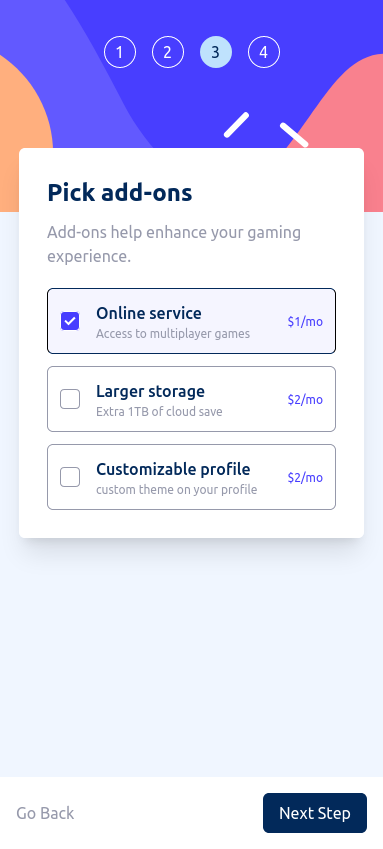 1 2 3 4
Pick add-ons
Add-ons help enhance your gaming
experience.
Online service
Access to multiplayer games
$1/mo
Larger storage
Extra 1TB of cloud save
$2/mo
Customizable profile
custom theme on your profile
$2/mo
Go Back
Next Step